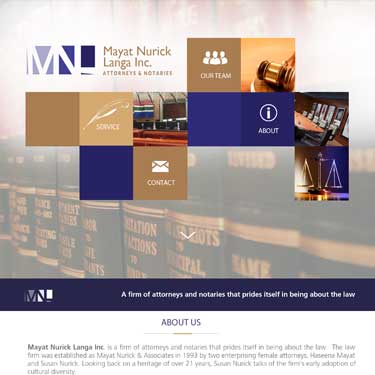 MNL
Mayat Nurick
Langa Inc.
ATTORNEYS & NOTARIES
OUR TEAM
SERVICE
ABOUT
CONTACT
LABOR
MNL
A firm of attorneys and notaries that prides itself in being about the law
ABOUT US
Mayat Nurick Langa Inc. is a firm of attorneys and notaries that prides itself in being about the law. The law
firm was established as Mayat Nurick & Associates in 1993 by two enterprising female attorneys, Haseena Mayat
and Susan Nurick. Looking back on a heritage of over 21 years, Susan Nurick talks of the firm's early adoption of
cultural diversity.